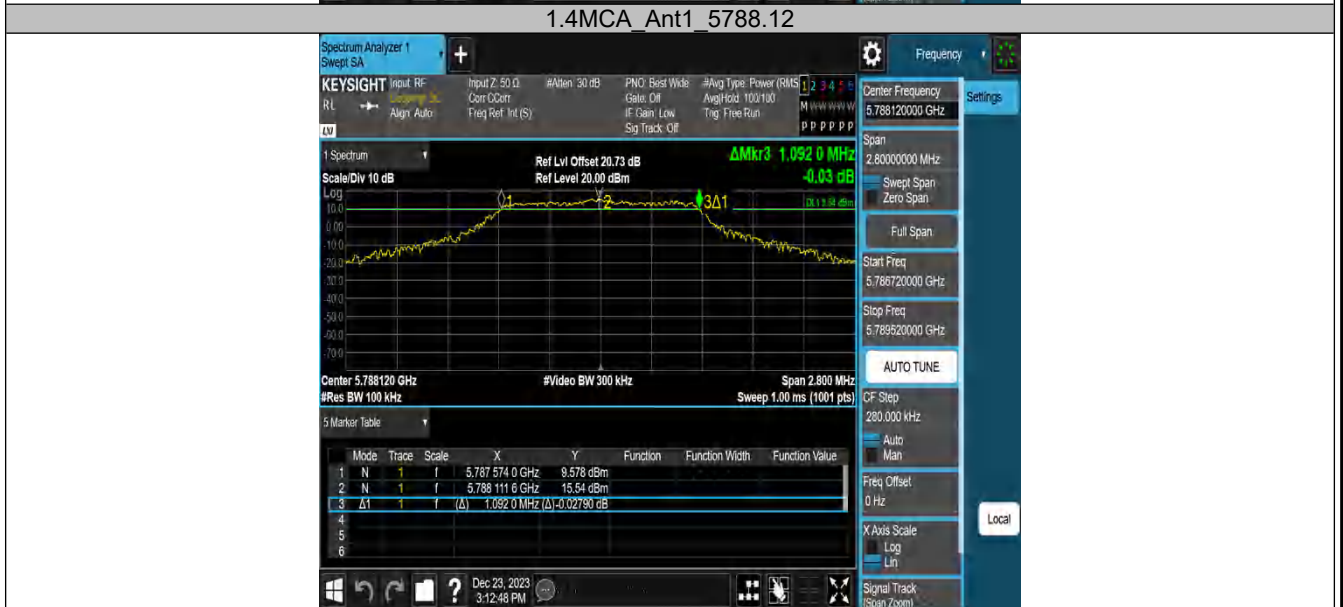 1.4MCA_Ant1_5788.12
Spectrum Analyzer 1
Swept SA
+
Frequency
KEYSIGHT
Input: RF
Input Z: 50 Ω
#Atten: 30 dB
PNO: Best Wide
#Avg Type: Power (RMS
1 2 3 4 5 6
RL
Corr CCorr
Gate: Off
Avg|Hold: 100/100
M W W W W W
Align: Auto
Freq Ref: Int (S)
IF Gain: Low
Trig: Free Run
LXI
Sig Track: Off
P P P P P P
Center Frequency
5.788120000 GHz
Settings
1 Spectrum
Ref Lvl Offset 20.73 dB
ΔMkr3 1.092 0 MHz
Scale/Div 10 dB
Ref Level 20.00 dBm
-0.03 dB
Log
1
2
3Δ1
10.0
0.00
-10.0
-20.0
-30.0
-40.0
-50.0
-60.0
-70.0
Center 5.788120 GHz
#Video BW 300 kHz
Span 2.800 MHz
#Res BW 100 kHz
Sweep 1.00 ms (1001 pts)
Span
2.80000000 MHz
Swept Span
Zero Span
Full Span
Start Freq
5.786720000 GHz
Stop Freq
5.789520000 GHz
AUTO TUNE
CF Step
280.000 kHz
Auto
Man
Freq Offset
0 Hz
X Axis Scale
Log
Lin
Signal Track
(Span Zoom)
Local
5 Marker Table
Mode Trace Scale X Y Function Function Width Function Value
1 N 1 f 5.787 574 0 GHz 9.578 dBm
2 N 1 f 5.788 111 6 GHz 15.54 dBm
3 Δ1 1 f (Δ) 1.092 0 MHz (Δ)-0.02790 dB
4
5
6
?
Dec 23, 2023
3:12:48 PM